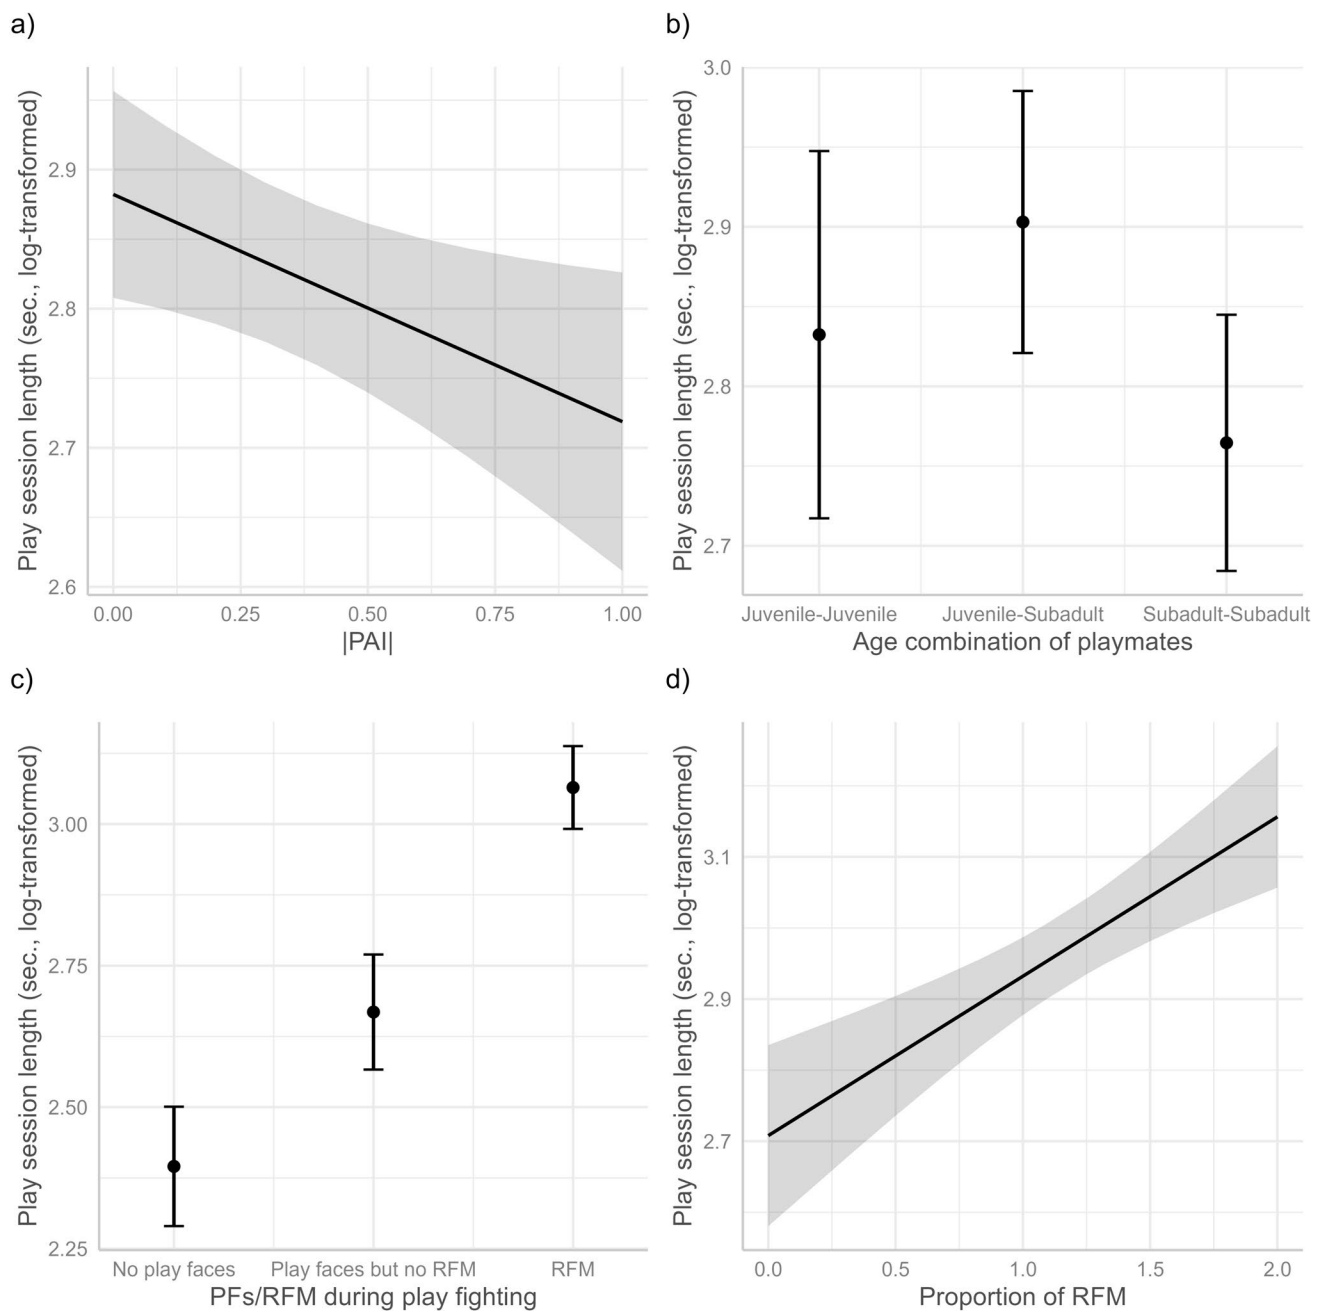 a)
Play session length (sec., log-transformed)
2.9
2.8
2.7
2.6
0.00 0.25 0.50 0.75 1.00
|PAI|
b)
Play session length (sec., log-transformed)
3.0
2.9
2.8
2.7
Juvenile-Juvenile Juvenile-Subadult Subadult-Subadult
Age combination of playmates
c)
Play session length (sec., log-transformed)
3.00
2.75
2.50
2.25
No play faces Play faces but no RFM RFM
PFs/RFM during play fighting
d)
Play session length (sec., log-transformed)
3.1
2.9
2.7
0.0 0.5 1.0 1.5 2.0
Proportion of RFM